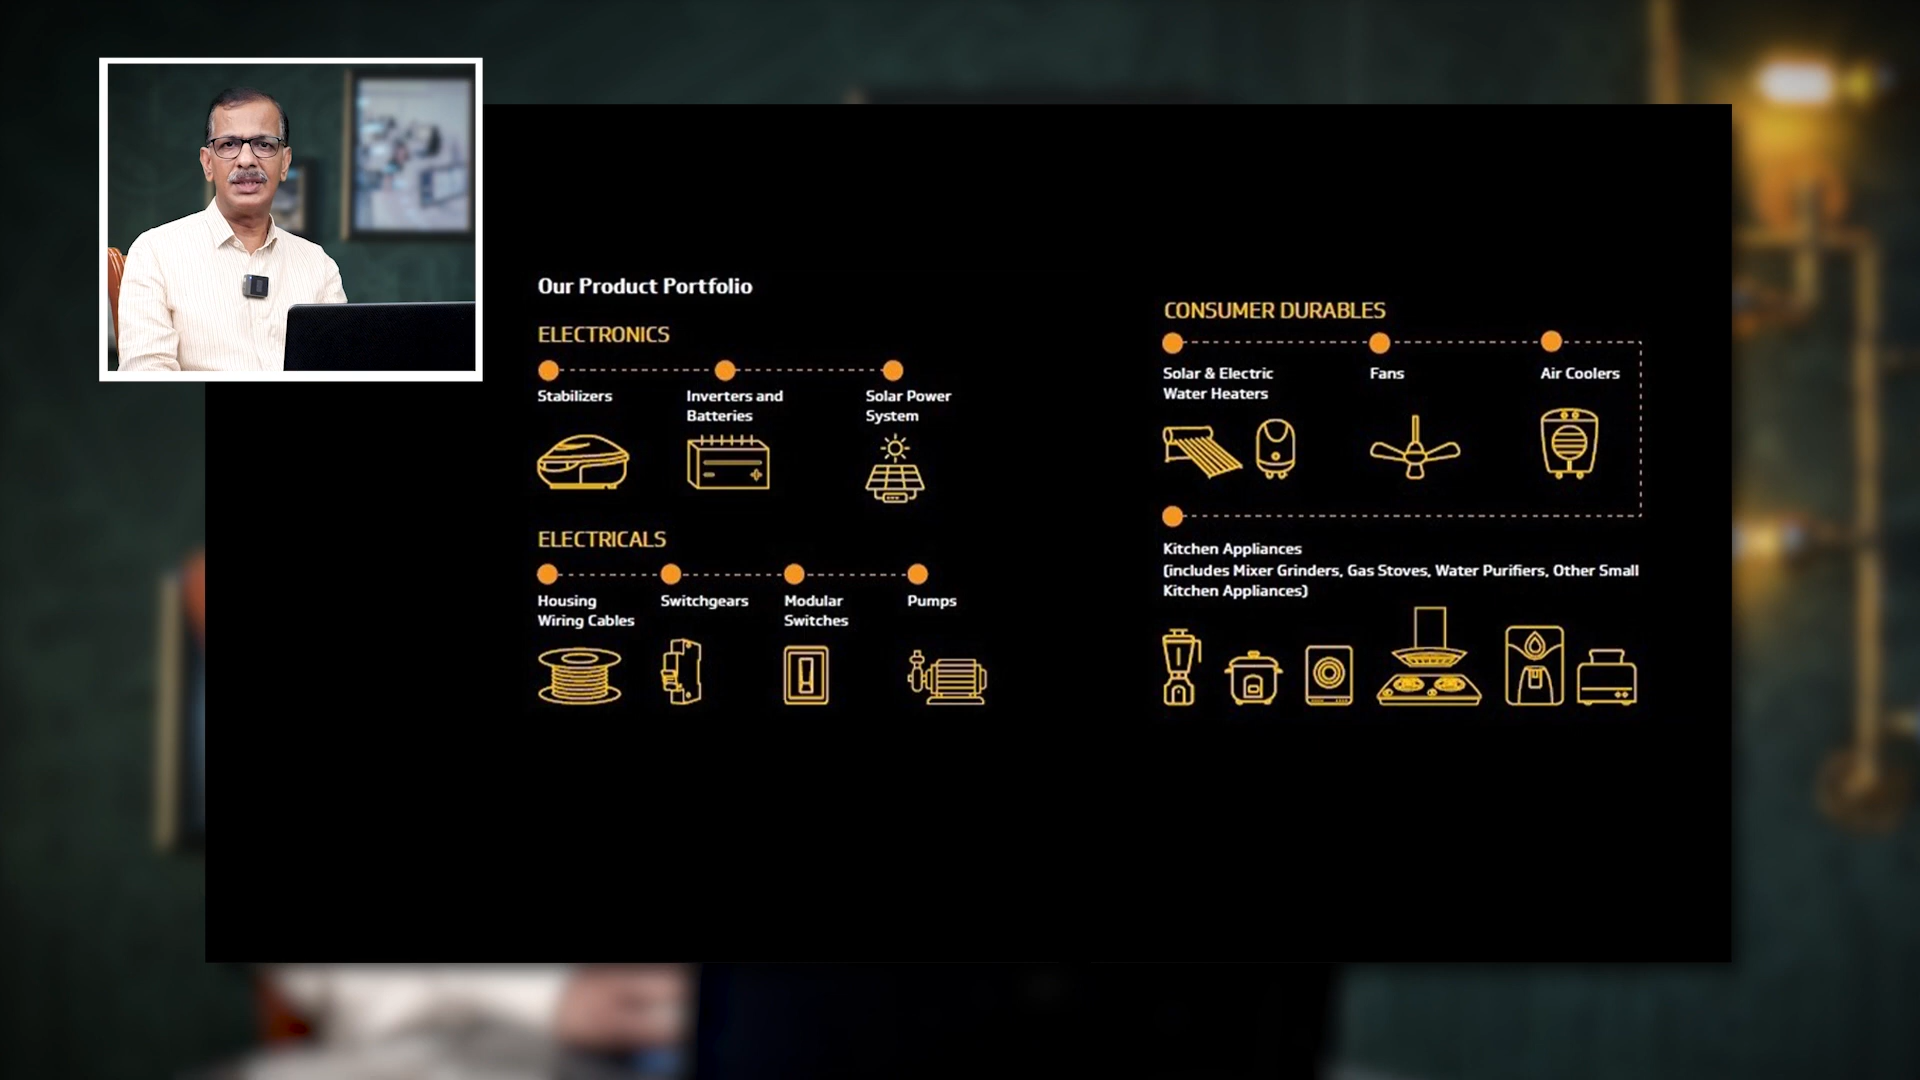 Our Product Portfolio
ELECTRONICS
Stabilizers
Inverters and
Batteries
Solar Power
System
ELECTRICALS
Housing
Wiring Cables
Switchgears
Modular
Switches
Pumps
CONSUMER DURABLES
Solar & Electric
Water Heaters
Fans
Air Coolers
Kitchen Appliances
(includes Mixer Grinders, Gas Stoves, Water Purifiers, Other Small
Kitchen Appliances)